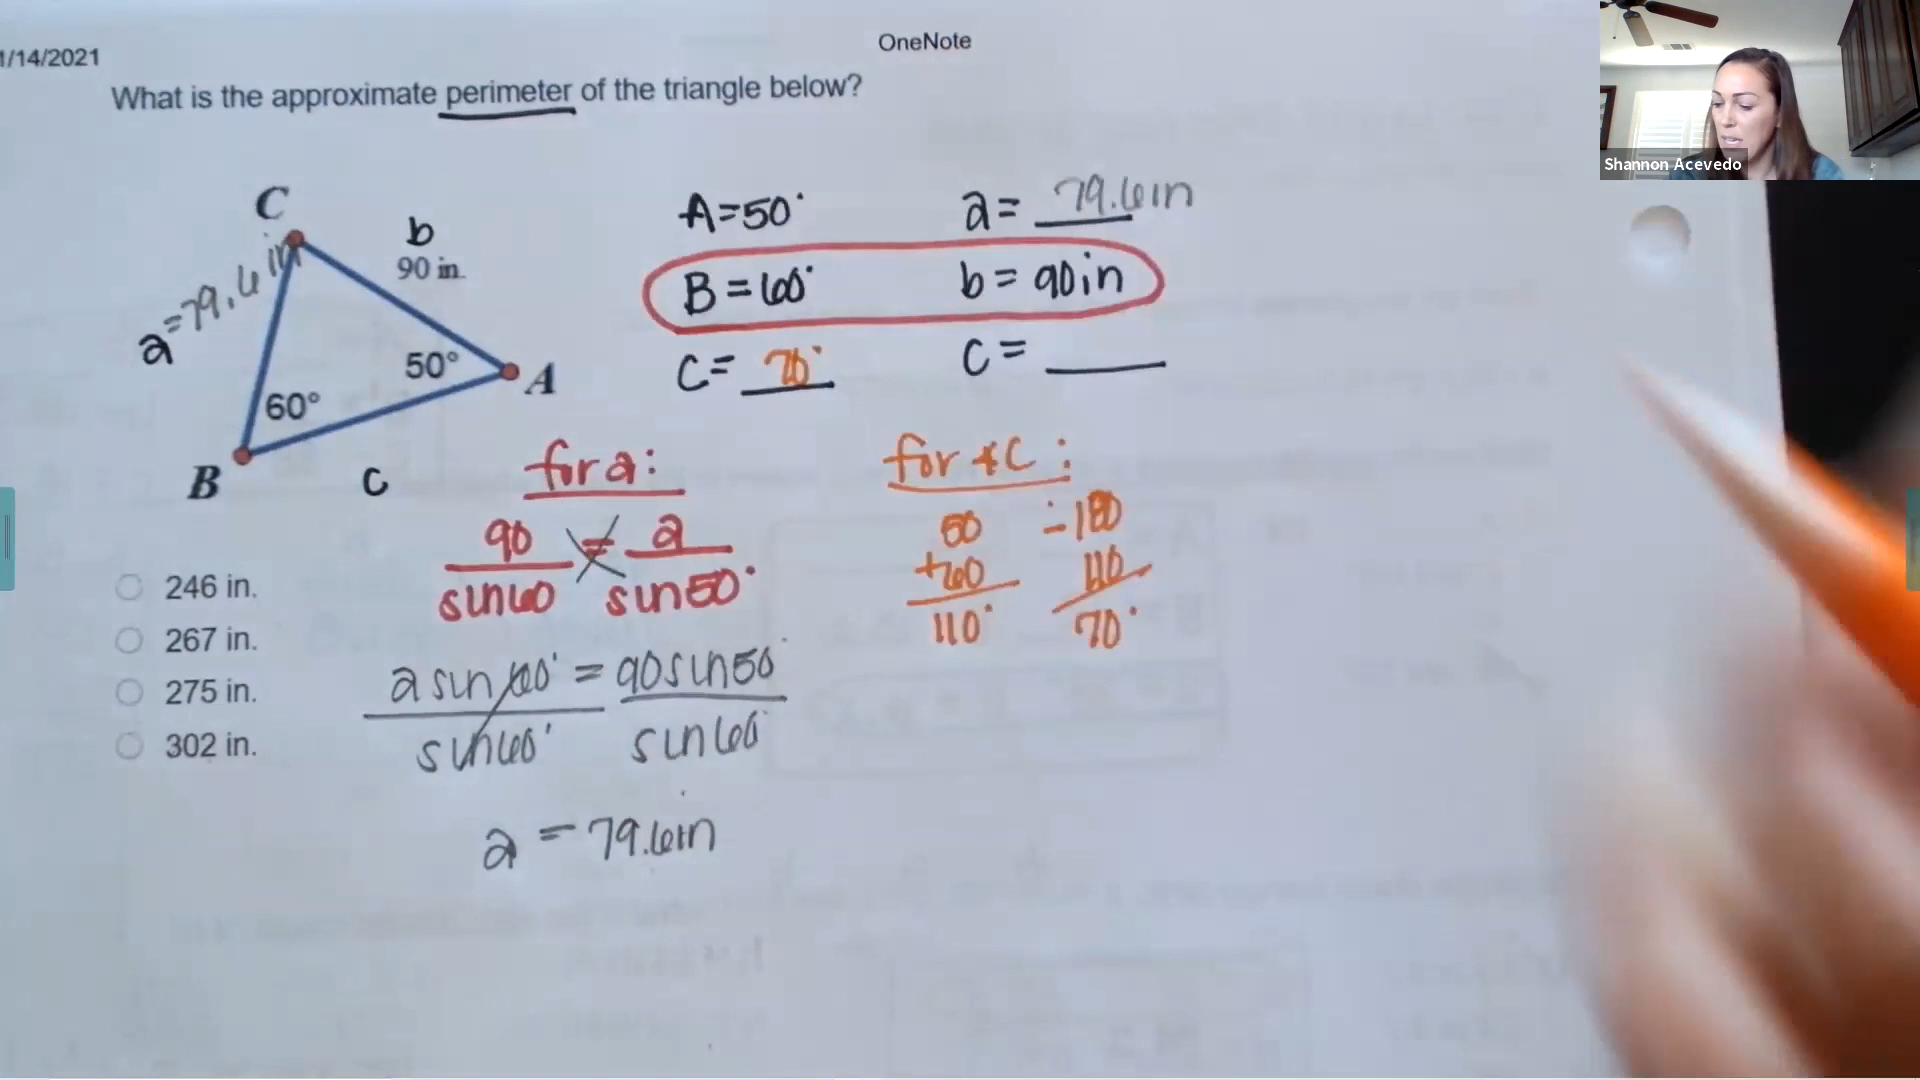 1/14/2021
OneNote
What is the approximate perimeter of the triangle below?
C
b
90 in.
a=79.6in
50°
A
60°
B
c
A=50° a= 79.6in
B=60° b=90in
C= 70° c= ____
for a:
90 = a
sin60 sin50°
a sin60° = 90sin50°
sin60° sin60°
a = 79.6in
for ∡C:
50
+60
110°
-180
110
70°
246 in.
267 in.
275 in.
302 in.
Shannon Acevedo